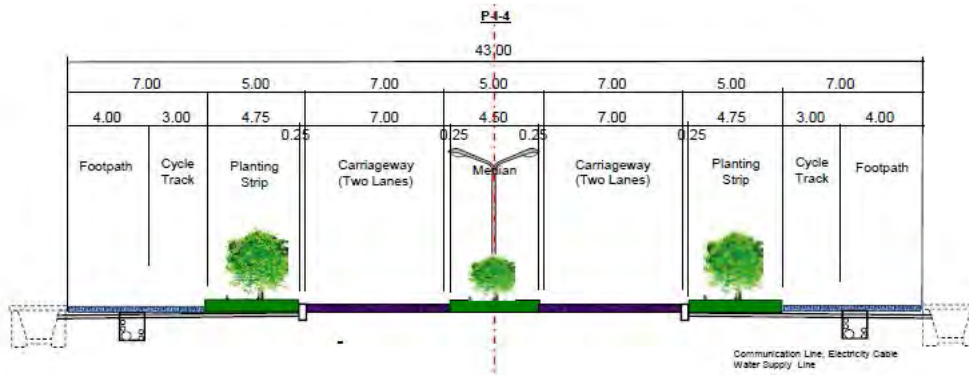 P4-4
43.00
7.00 5.00 7.00 5.00 7.00 5.00 7.00
4.00 3.00 4.75 7.00 4.50 7.00 4.75 3.00 4.00
0.25 0.25 0.25 0.25
Footpath Cycle Track Planting Strip Carriageway (Two Lanes) Median Carriageway (Two Lanes) Planting Strip Cycle Track Footpath
Communication Line, Electricity Cable
Water Supply Line